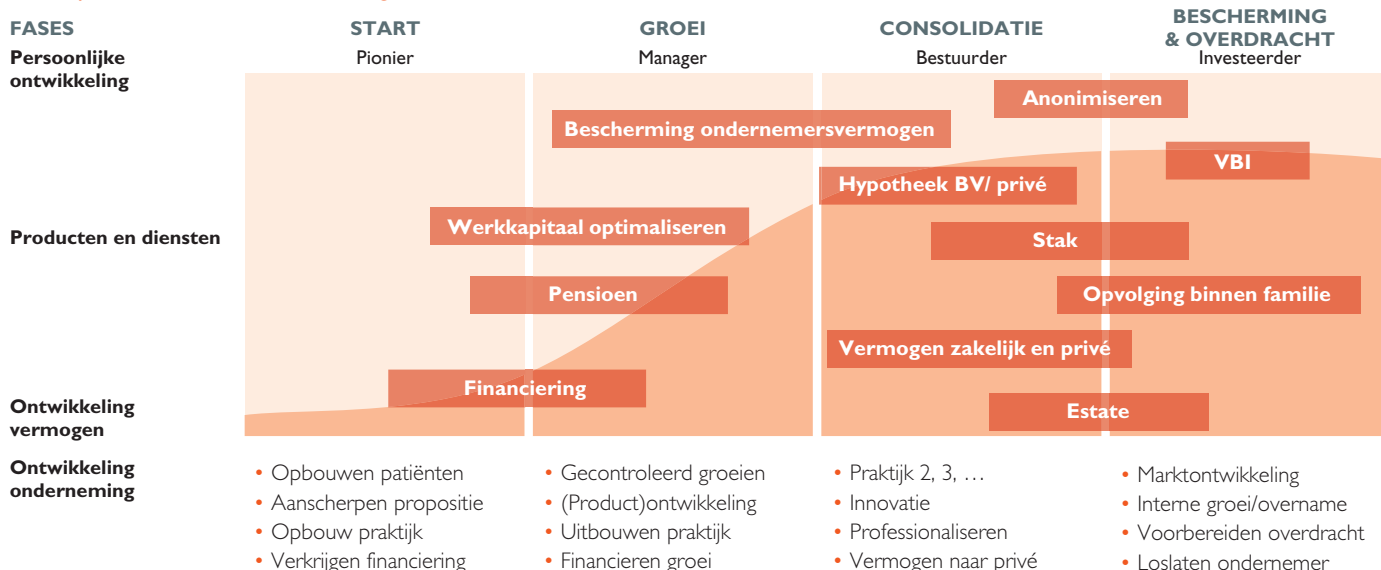 FASES
START
GROEI
CONSOLIDATIE
BESCHERMING
& OVERDRACHT
Persoonlijke
ontwikkeling
Pionier
Manager
Bestuurder
Investeerder
Anonimiseren
Bescherming ondernemersvermogen
VBI
Hypotheek BV/ privé
Werkkapitaal optimaliseren
Producten en diensten
Stak
Pensioen
Opvolging binnen familie
Vermogen zakelijk en privé
Financiering
Ontwikkeling
vermogen
Estate
Ontwikkeling
onderneming
• Opbouwen patiënten
• Aanscherpen propositie
• Opbouw praktijk
• Verkrijgen financiering
• Gecontroleerd groeien
• (Product)ontwikkeling
• Uitbouwen praktijk
• Financieren groei
• Praktijk 2, 3, …
• Innovatie
• Professionaliseren
• Vermogen naar privé
• Marktontwikkeling
• Interne groei/overname
• Voorbereiden overdracht
• Loslaten ondernemer